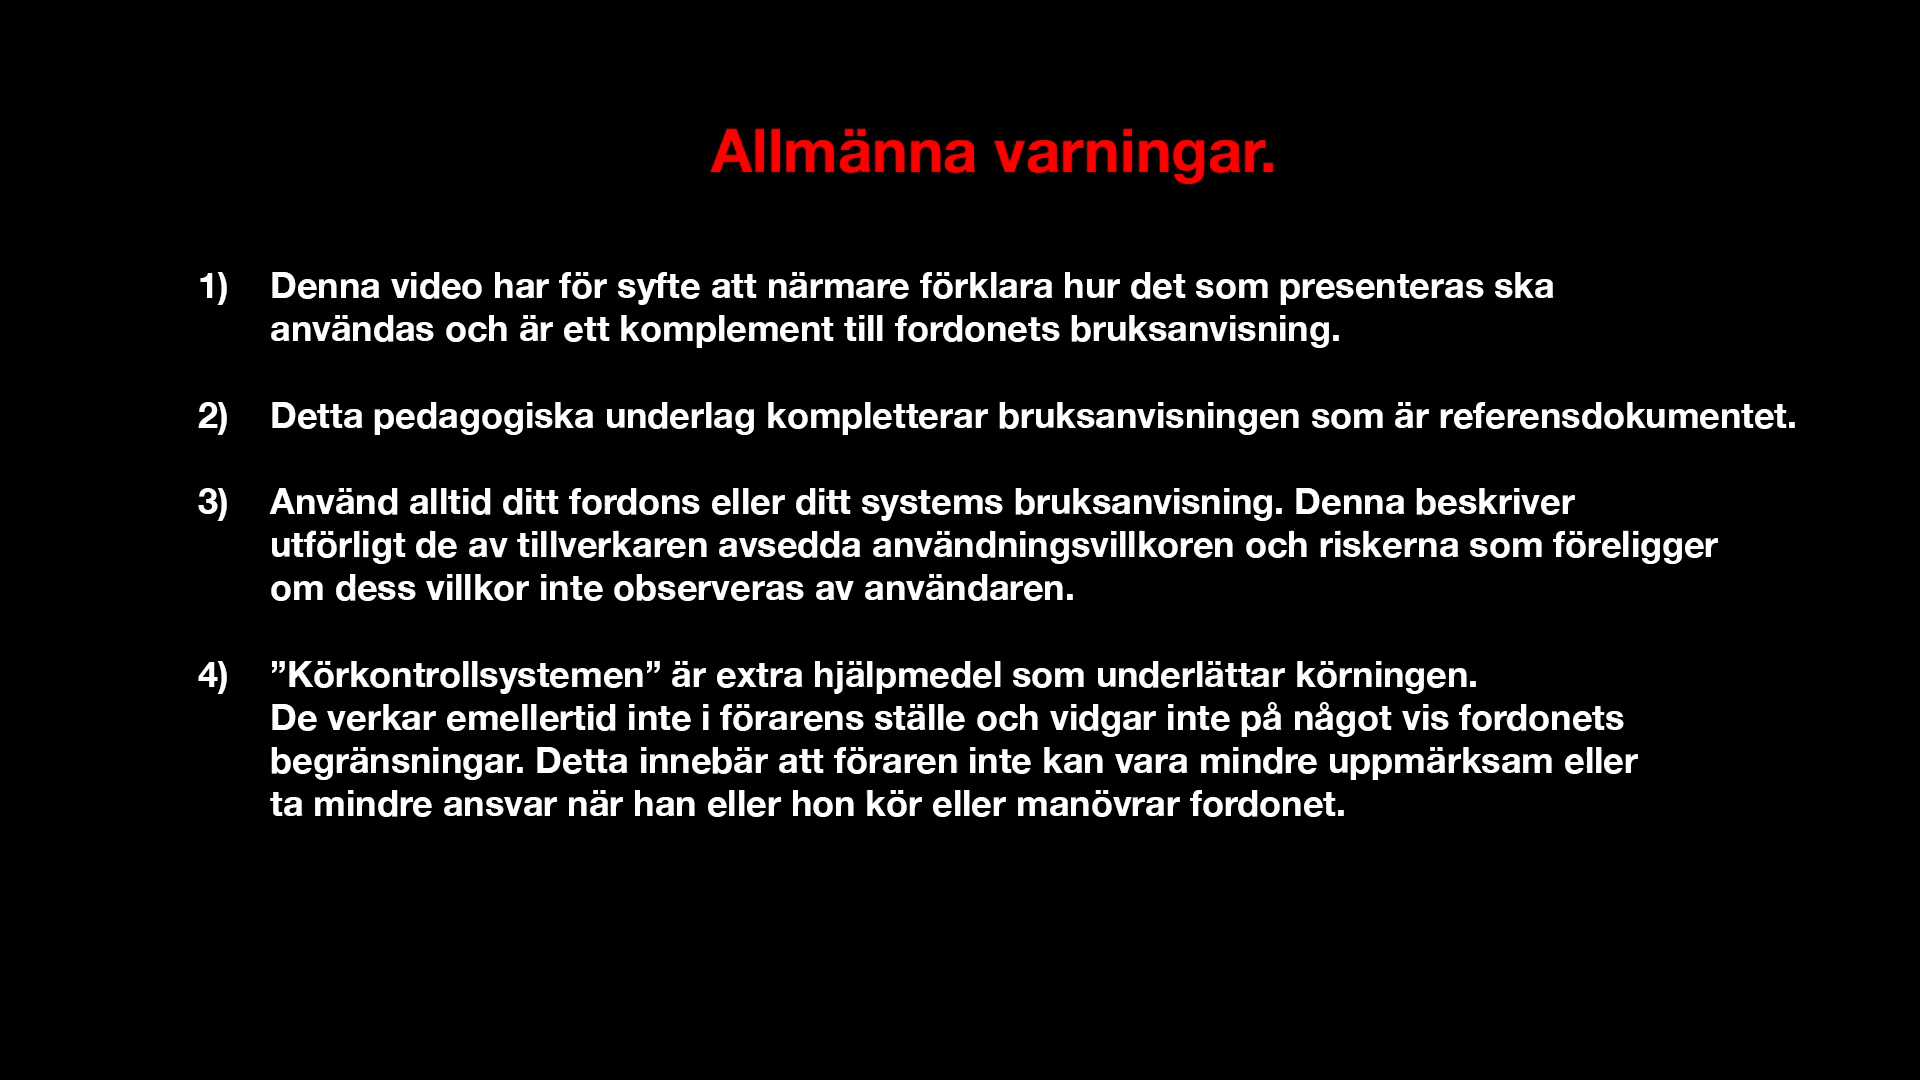 Allmänna varningar.
1) Denna video har för syfte att närmare förklara hur det som presenteras ska
användas och är ett komplement till fordonets bruksanvisning.
2) Detta pedagogiska underlag kompletterar bruksanvisningen som är referensdokumentet.
3) Använd alltid ditt fordons eller ditt systems bruksanvisning. Denna beskriver
utförligt de av tillverkaren avsedda användningsvillkoren och riskerna som föreligger
om dess villkor inte observeras av användaren.
4) ”Körkontrollsystemen” är extra hjälpmedel som underlättar körningen.
De verkar emellertid inte i förarens ställe och vidgar inte på något vis fordonets
begränsningar. Detta innebär att föraren inte kan vara mindre uppmärksam eller
ta mindre ansvar när han eller hon kör eller manövrar fordonet.